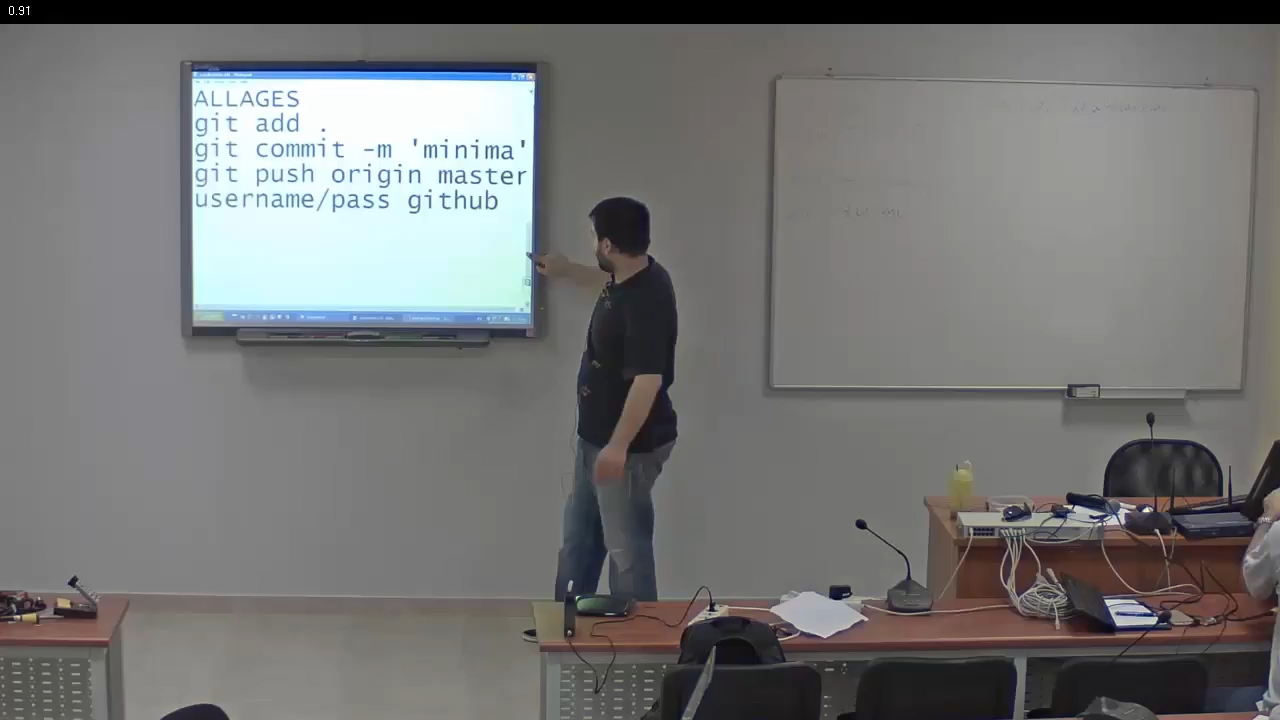 0.91
ALLAGES
git add .
git commit -m 'minima'
git push origin master
username/pass github